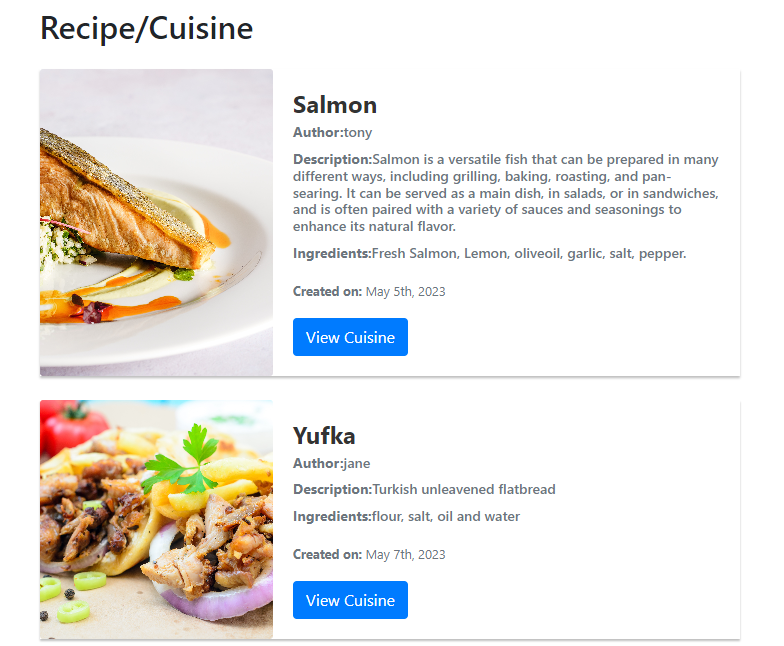 Recipe/Cuisine
Salmon
Author:tony
Description:Salmon is a versatile fish that can be prepared in many
different ways, including grilling, baking, roasting, and pan-
searing. It can be served as a main dish, in salads, or in sandwiches,
and is often paired with a variety of sauces and seasonings to
enhance its natural flavor.
Ingredients:Fresh Salmon, Lemon, oliveoil, garlic, salt, pepper.
Created on: May 5th, 2023
View Cuisine
Yufka
Author:jane
Description:Turkish unleavened flatbread
Ingredients:flour, salt, oil and water
Created on: May 7th, 2023
View Cuisine